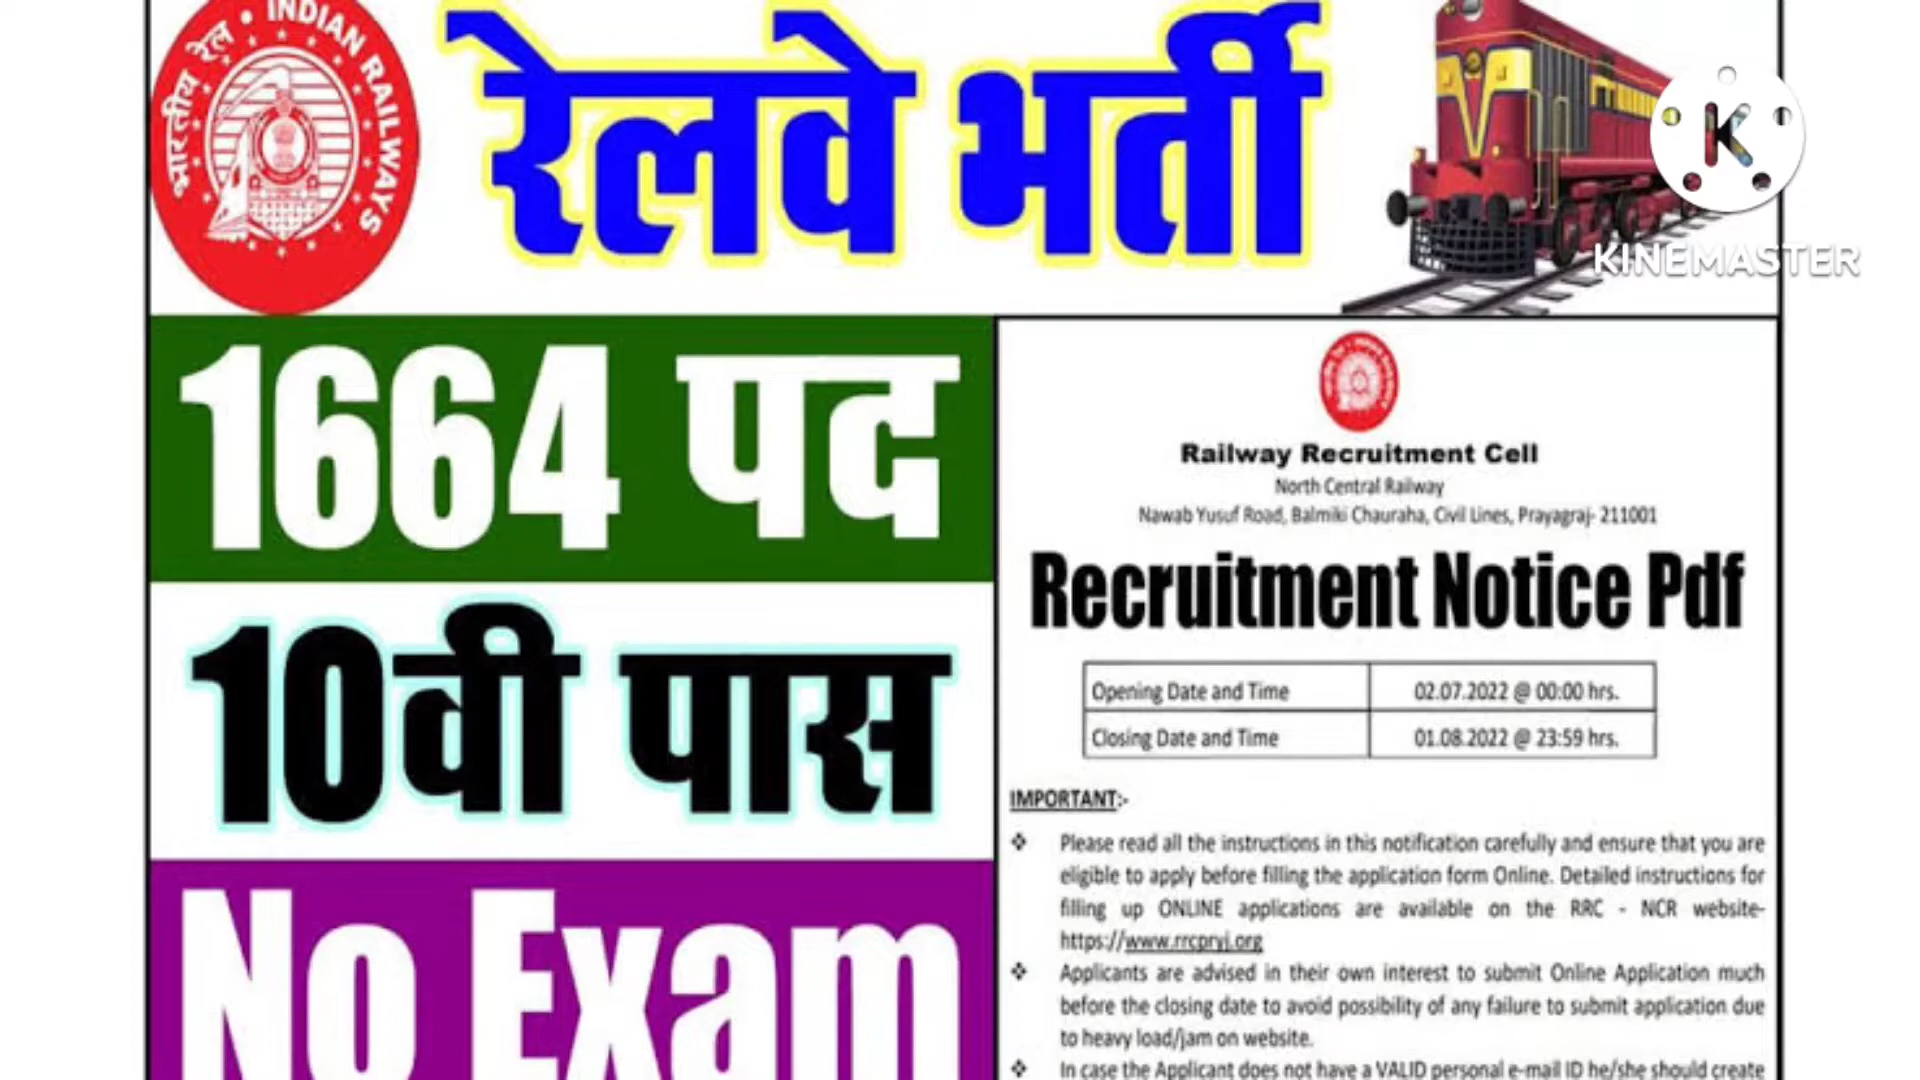 भारतीय रेल • INDIAN RAILWAYS
रेलवे भर्ती
K
KINEMASTER
1664 पद
10वी पास
No Exam
Railway Recruitment Cell
North Central Railway
Nawab Yusuf Road, Balmiki Chauraha, Civil Lines, Prayagraj- 211001
Recruitment Notice Pdf
Opening Date and Time 02.07.2022 @ 00:00 hrs.
Closing Date and Time 01.08.2022 @ 23:59 hrs.
IMPORTANT:-
❖ Please read all the instructions in this notification carefully and ensure that you are
eligible to apply before filling the application form Online. Detailed instructions for
filling up ONLINE applications are available on the RRC - NCR website-
https://www.rrcpryj.org
❖ Applicants are advised in their own interest to submit Online Application much
before the closing date to avoid possibility of any failure to submit application due
to heavy load/jam on website.
❖ In case the Applicant does not have a VALID personal e-mail ID he/she should create